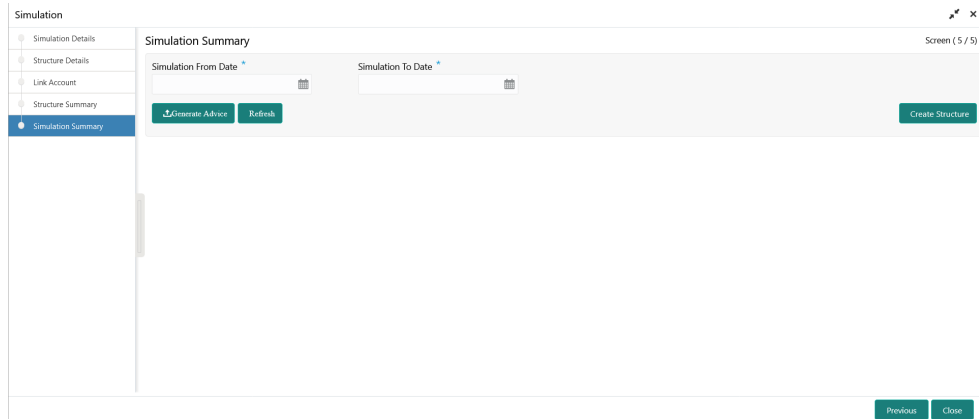 Simulation
Simulation Details
Structure Details
Link Account
Structure Summary
Simulation Summary
Simulation Summary
Screen ( 5 / 5)
Simulation From Date *
Simulation To Date *
Generate Advice
Refresh
Create Structure
Previous
Close